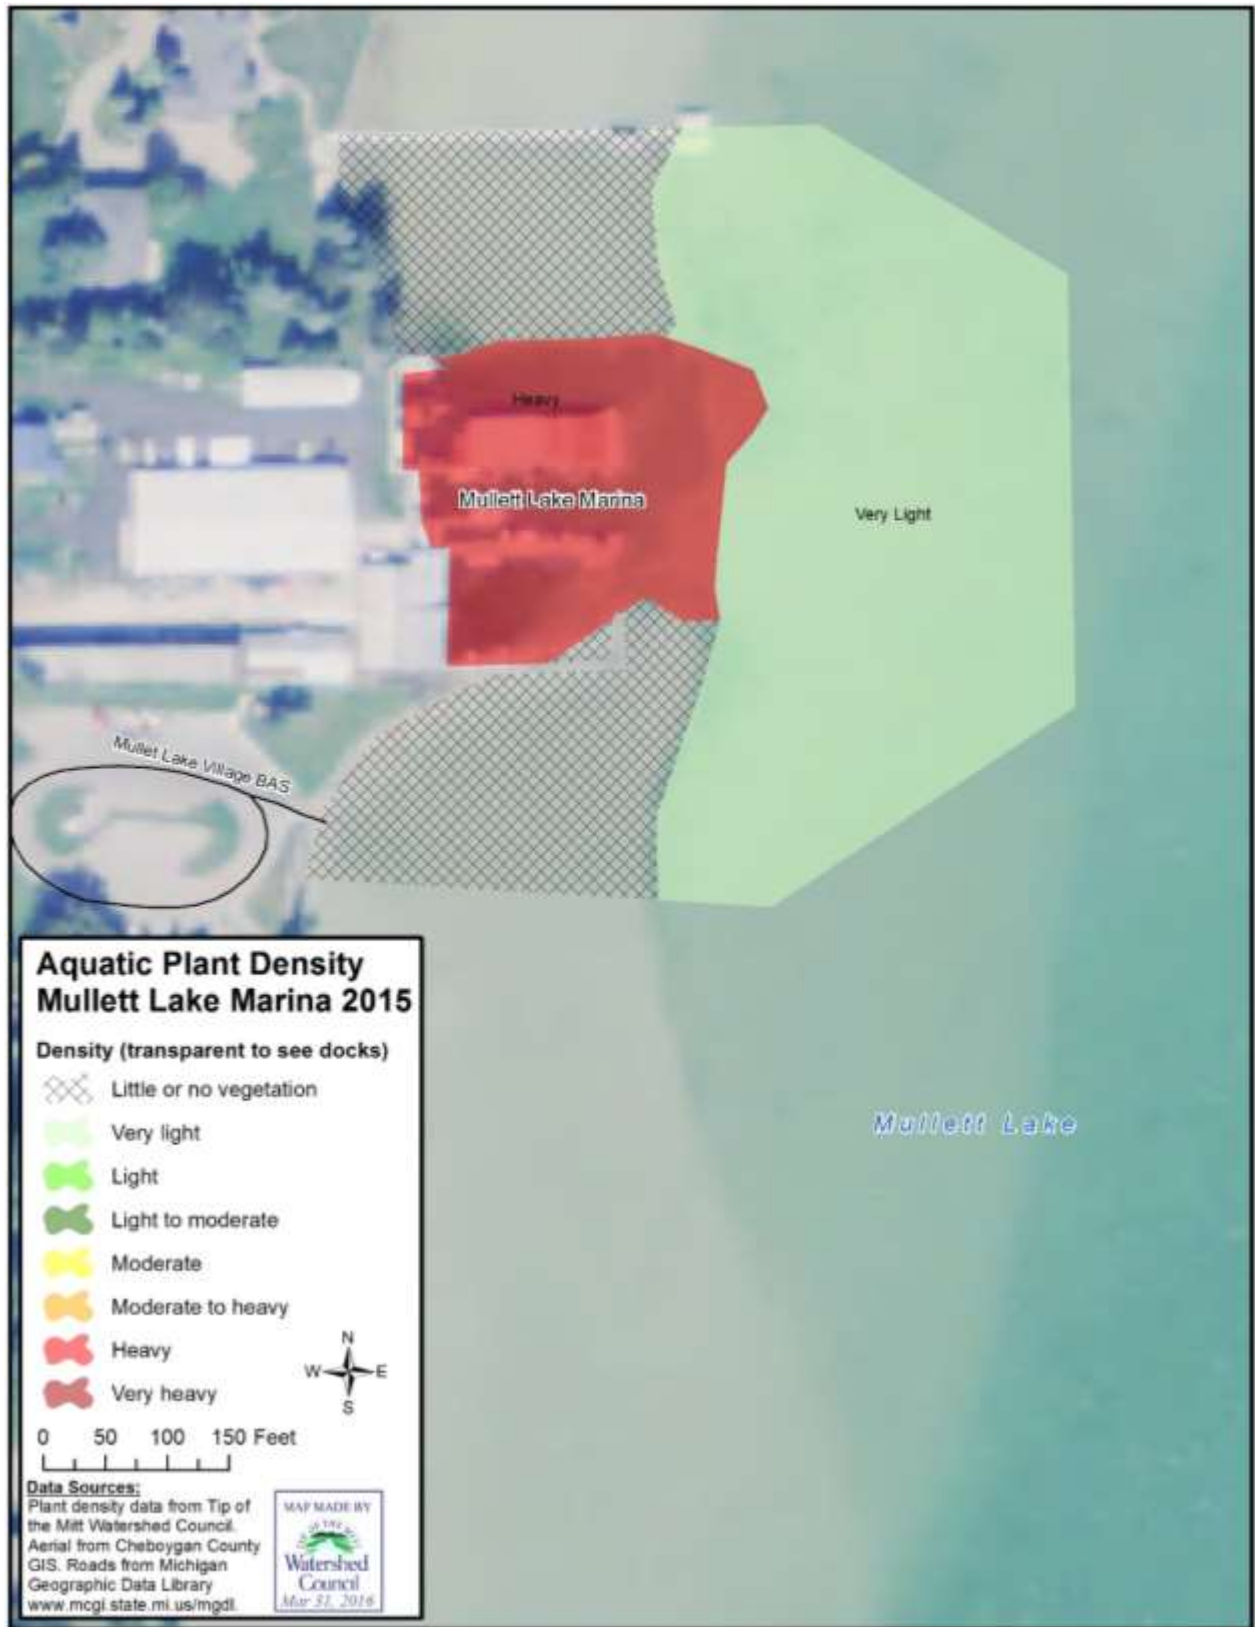 Heavy
Mullett Lake Marina
Very Light
Mullet Lake Village BAS
Aquatic Plant Density
Mullett Lake Marina 2015
Density (transparent to see docks)
Little or no vegetation
Very light
Light
Light to moderate
Moderate
Moderate to heavy
Heavy
Very heavy
N
W E
S
0 50 100 150 Feet
Data Sources:
Plant density data from Tip of
the Mitt Watershed Council.
Aerial from Cheboygan County
GIS. Roads from Michigan
Geographic Data Library
www.mcgi.state.mi.us/mgdl.
MAP MADE BY
TIP OF THE MITT
Watershed
Council
Mar 31, 2016
Mullett Lake